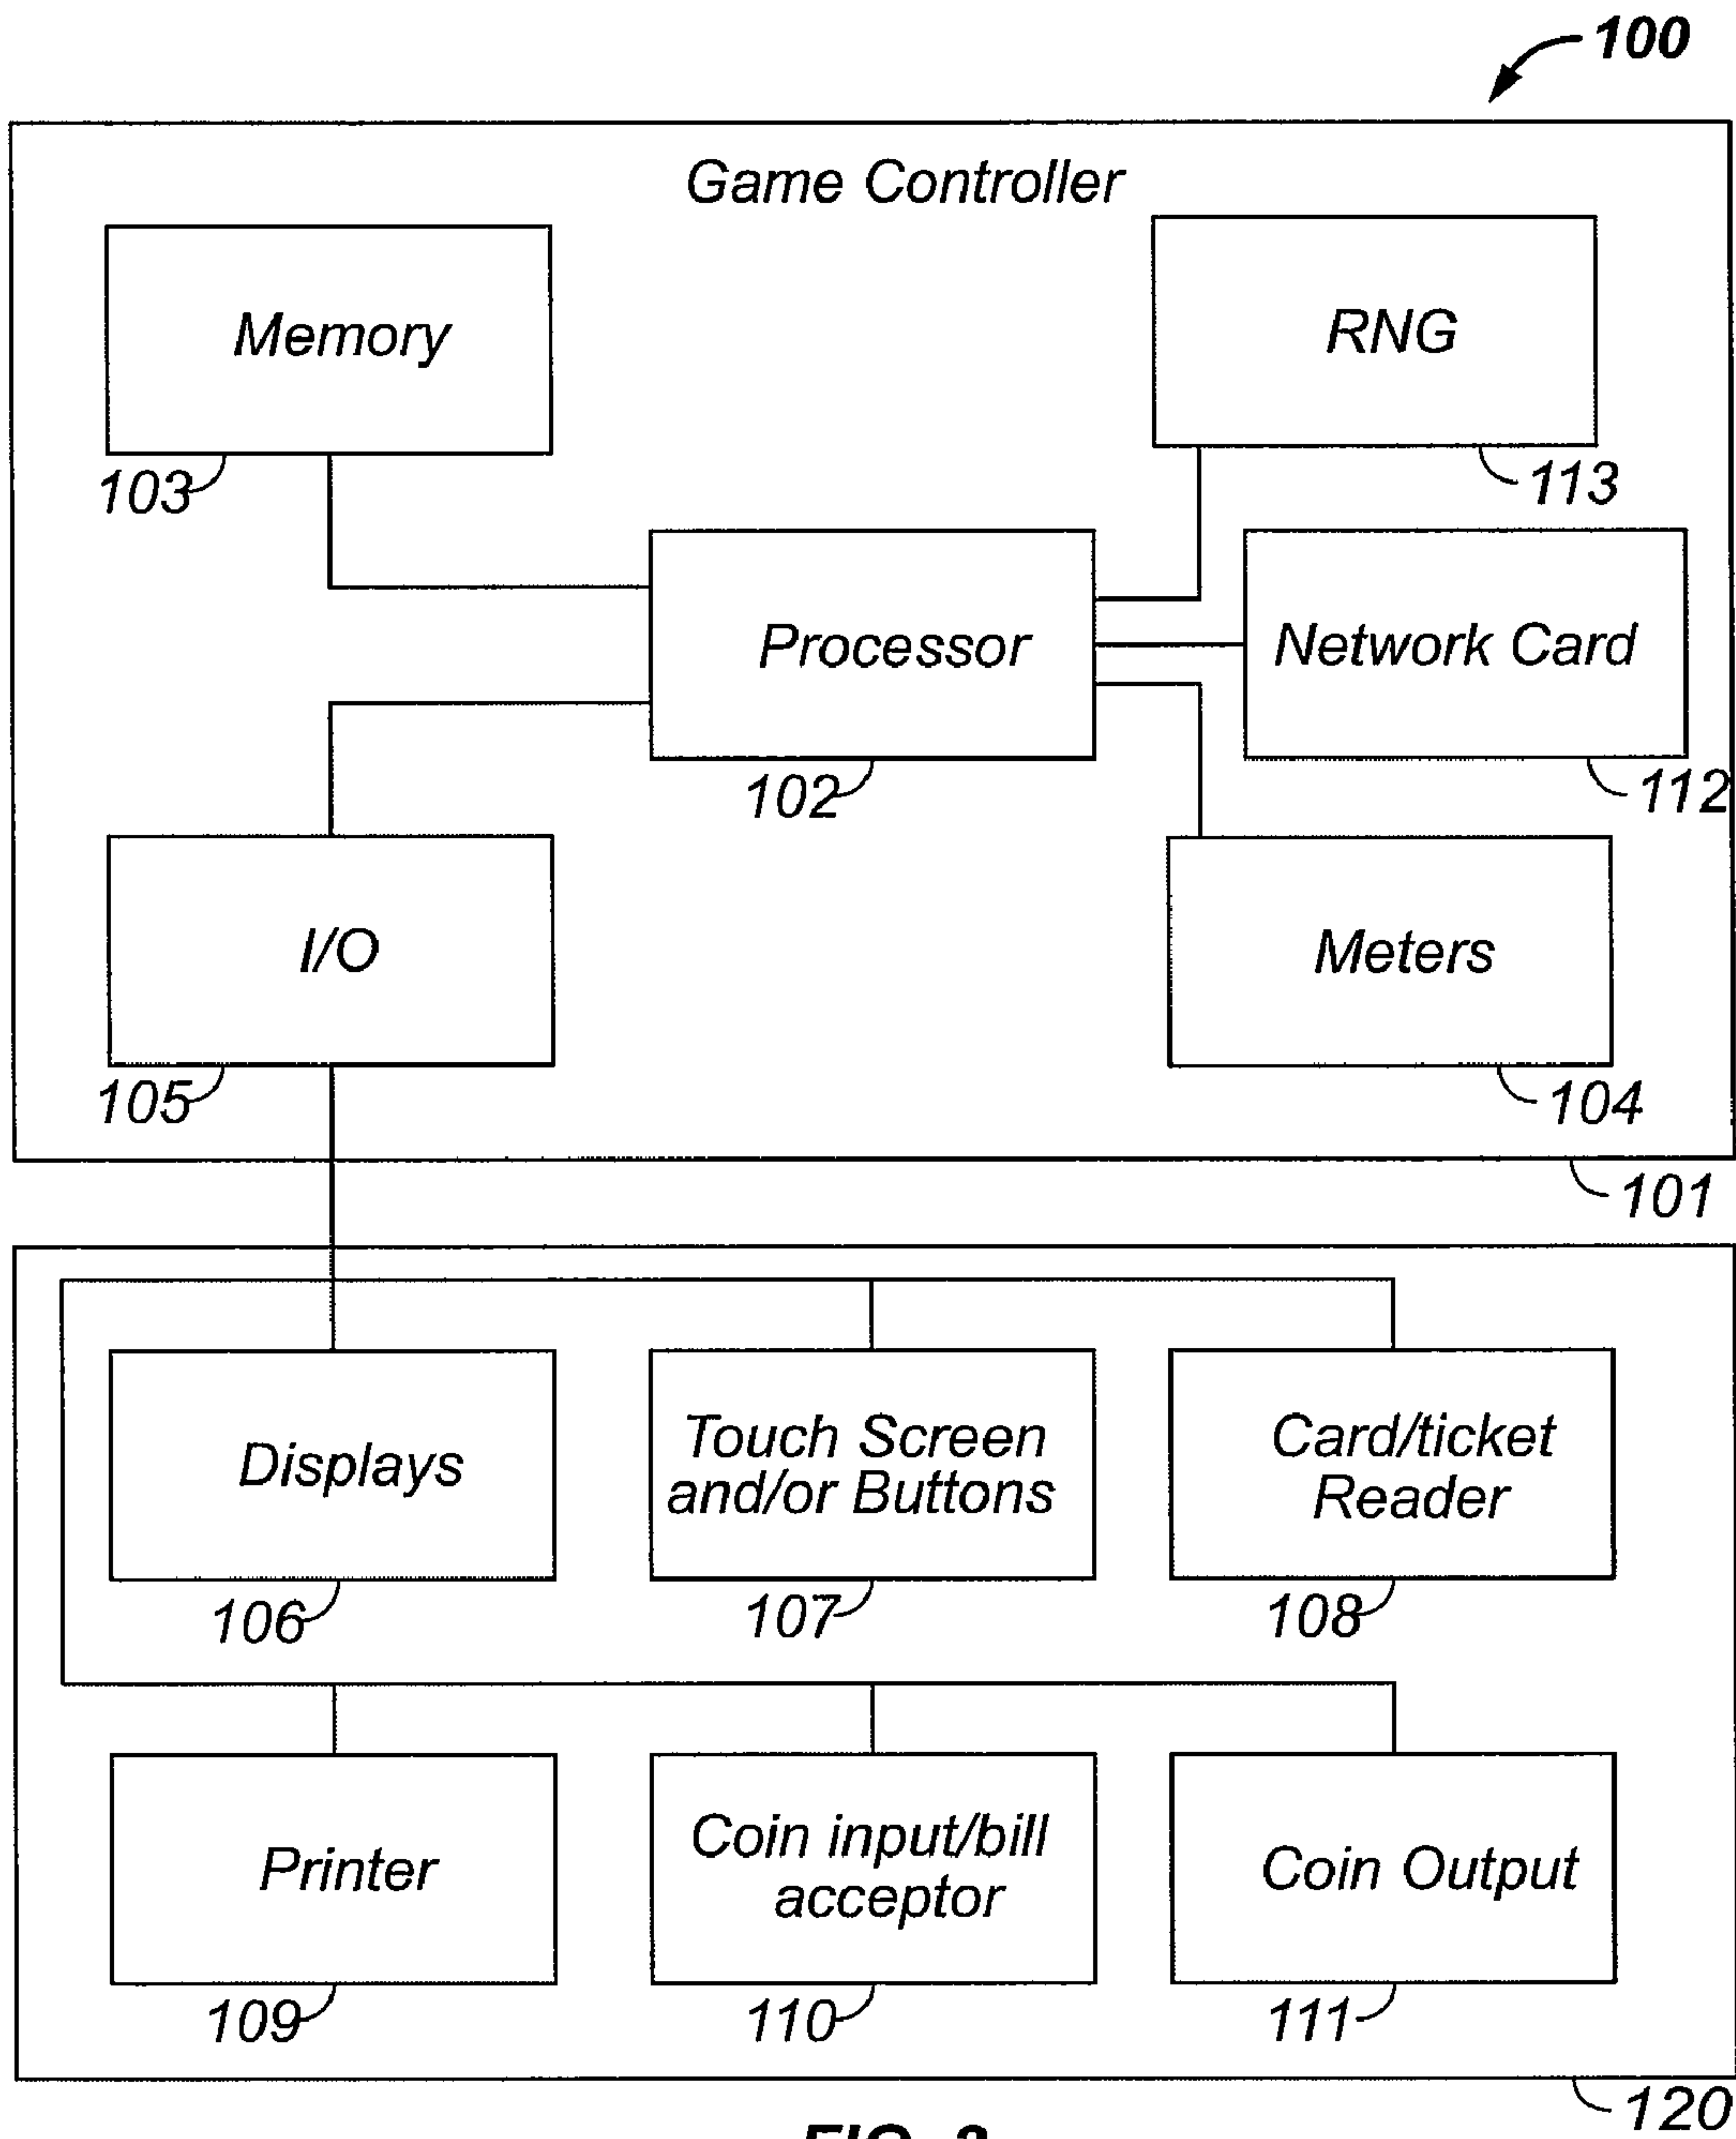 100
Game Controller
Memory
RNG
103
113
Processor
Network Card
102
112
I/O
Meters
105
104
101
Displays
Touch Screen
and/or Buttons
Card/ticket
Reader
106
107
108
Printer
Coin input/bill
acceptor
Coin Output
109
110
111
120